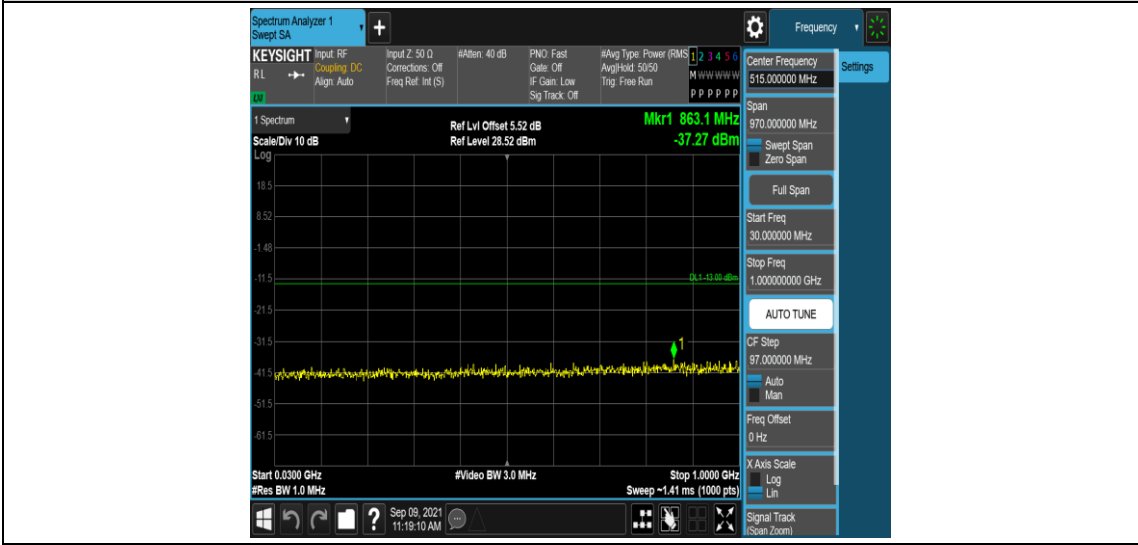 Spectrum Analyzer 1
Swept SA
+
Frequency
KEYSIGHT
RL
LNI
Input: RF
Coupling: DC
Align: Auto
Input Z: 50 Ω
Corrections: Off
Freq Ref: Int (S)
#Atten: 40 dB
PNO: Fast
Gate: Off
IF Gain: Low
Sig Track: Off
#Avg Type: Power (RMS
Avg|Hold: 50/50
Trig: Free Run
1 2 3 4 5 6
M W W W W W
P P P P P P
1 Spectrum
Scale/Div 10 dB
Ref Lvl Offset 5.52 dB
Ref Level 28.52 dBm
Mkr1 863.1 MHz
-37.27 dBm
Log
18.5
8.52
-1.48
-11.5
-21.5
-31.5
-41.5
-51.5
-61.5
DL1 -13.00 dBm
1
Start 0.0300 GHz
#Res BW 1.0 MHz
#Video BW 3.0 MHz
Stop 1.0000 GHz
Sweep ~1.41 ms (1000 pts)
?
Sep 09, 2021
11:19:10 AM
Center Frequency
515.000000 MHz
Settings
Span
970.000000 MHz
Swept Span
Zero Span
Full Span
Start Freq
30.000000 MHz
Stop Freq
1.000000000 GHz
AUTO TUNE
CF Step
97.000000 MHz
Auto
Man
Freq Offset
0 Hz
X Axis Scale
Log
Lin
Signal Track
(Span Zoom)